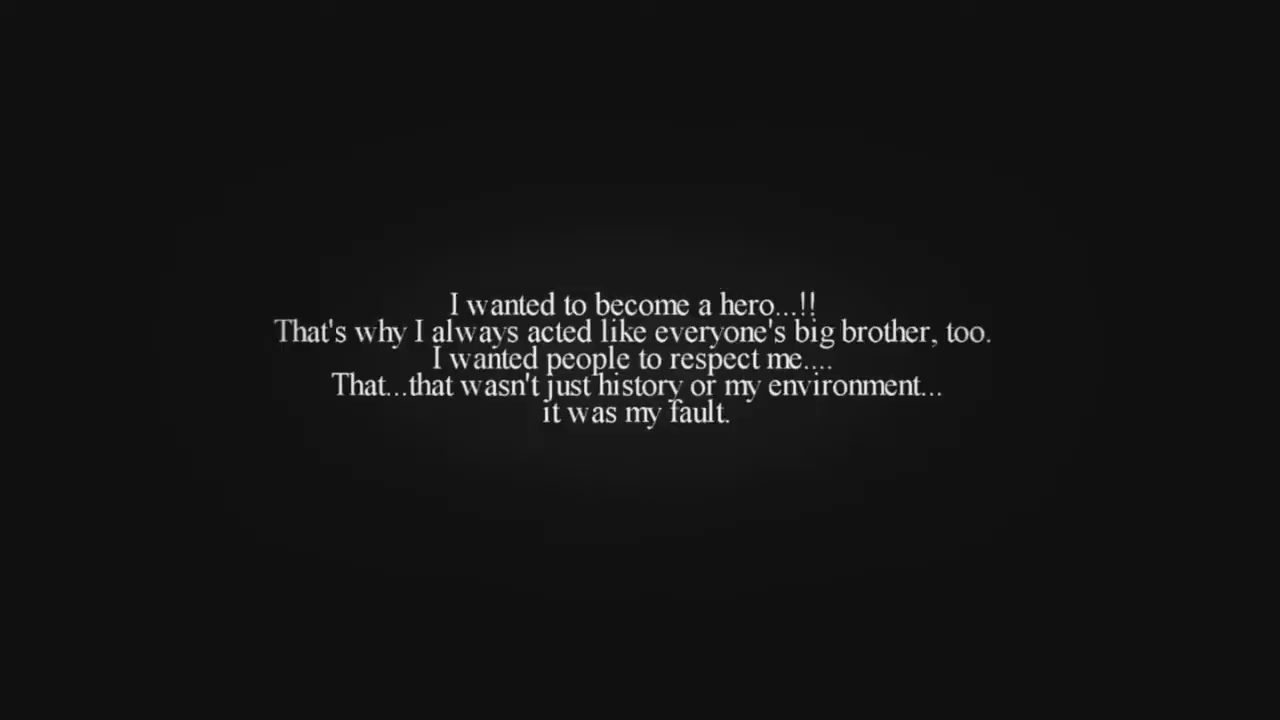 I wanted to become a hero...!!
That's why I always acted like everyone's big brother, too.
I wanted people to respect me....
That...that wasn't just history or my environment...
it was my fault.